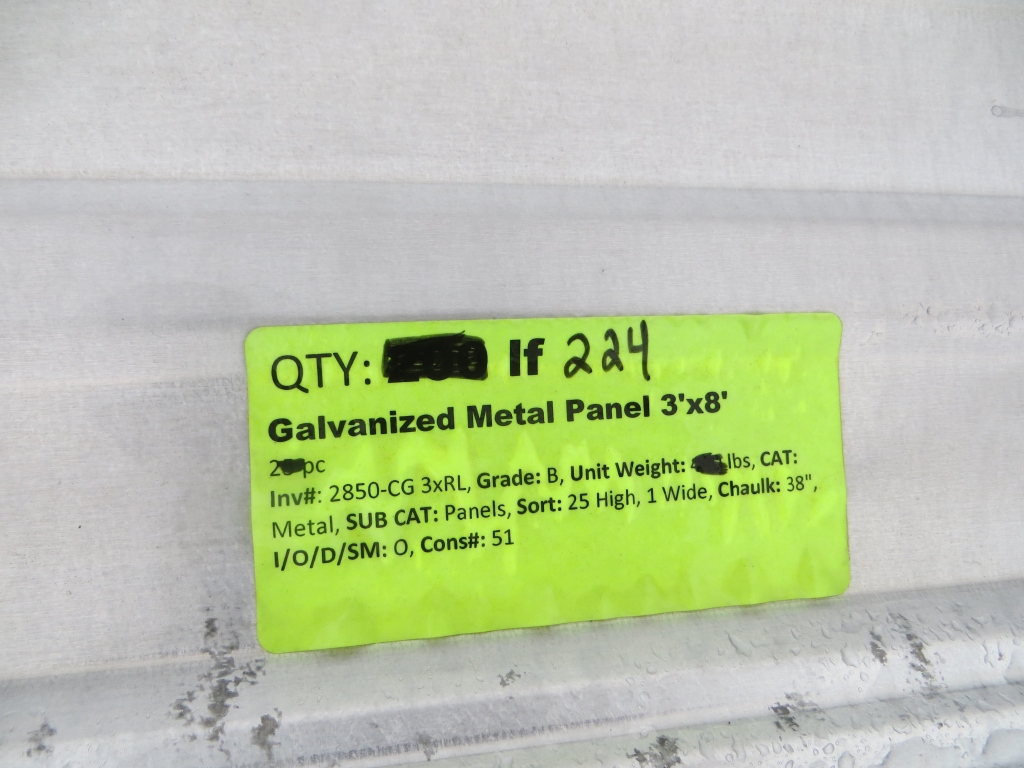 QTY: lf 224
Galvanized Metal Panel 3'x8'
pc
Inv#: 2850-CG 3xRL, Grade: B, Unit Weight: lbs, CAT:
Metal, SUB CAT: Panels, Sort: 25 High, 1 Wide, Chaulk: 38",
I/O/D/SM: O, Cons#: 51